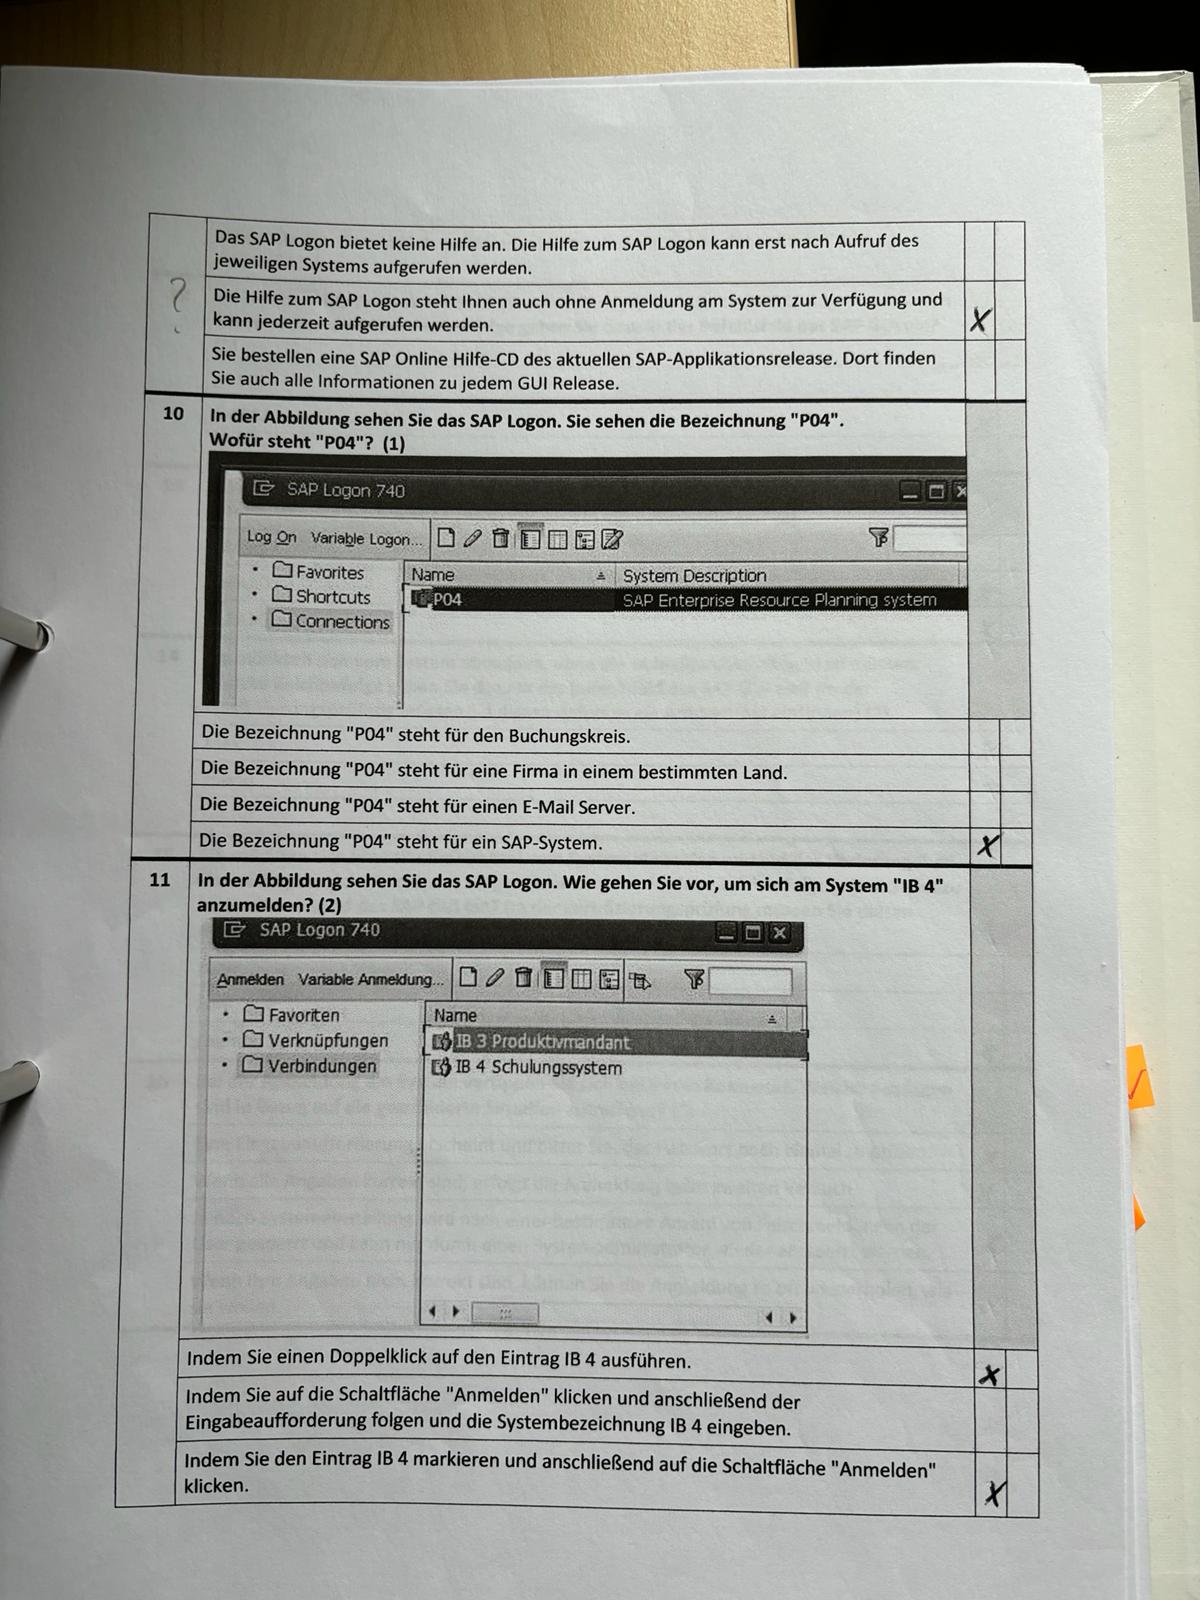 Das SAP Logon bietet keine Hilfe an. Die Hilfe zum SAP Logon kann erst nach Aufruf des
jeweiligen Systems aufgerufen werden.
?
Die Hilfe zum SAP Logon steht Ihnen auch ohne Anmeldung am System zur Verfügung und
kann jederzeit aufgerufen werden.
X
Sie bestellen eine SAP Online Hilfe-CD des aktuellen SAP-Applikationsrelease. Dort finden
Sie auch alle Informationen zu jedem GUI Release.
10 In der Abbildung sehen Sie das SAP Logon. Sie sehen die Bezeichnung "P04".
Wofür steht "P04"? (1)
SAP Logon 740
Log On Variable Logon...
Favorites
Shortcuts
Connections
Name System Description
P04 SAP Enterprise Resource Planning system
Die Bezeichnung "P04" steht für den Buchungskreis.
Die Bezeichnung "P04" steht für eine Firma in einem bestimmten Land.
Die Bezeichnung "P04" steht für einen E-Mail Server.
Die Bezeichnung "P04" steht für ein SAP-System. X
11 In der Abbildung sehen Sie das SAP Logon. Wie gehen Sie vor, um sich am System "IB 4"
anzumelden? (2)
SAP Logon 740
Anmelden Variable Anmeldung...
Favoriten
Verknüpfungen
Verbindungen
Name
IB 3 Produktivmandant
IB 4 Schulungssystem
Indem Sie einen Doppelklick auf den Eintrag IB 4 ausführen. X
Indem Sie auf die Schaltfläche "Anmelden" klicken und anschließend der
Eingabeaufforderung folgen und die Systembezeichnung IB 4 eingeben.
Indem Sie den Eintrag IB 4 markieren und anschließend auf die Schaltfläche "Anmelden"
klicken. X